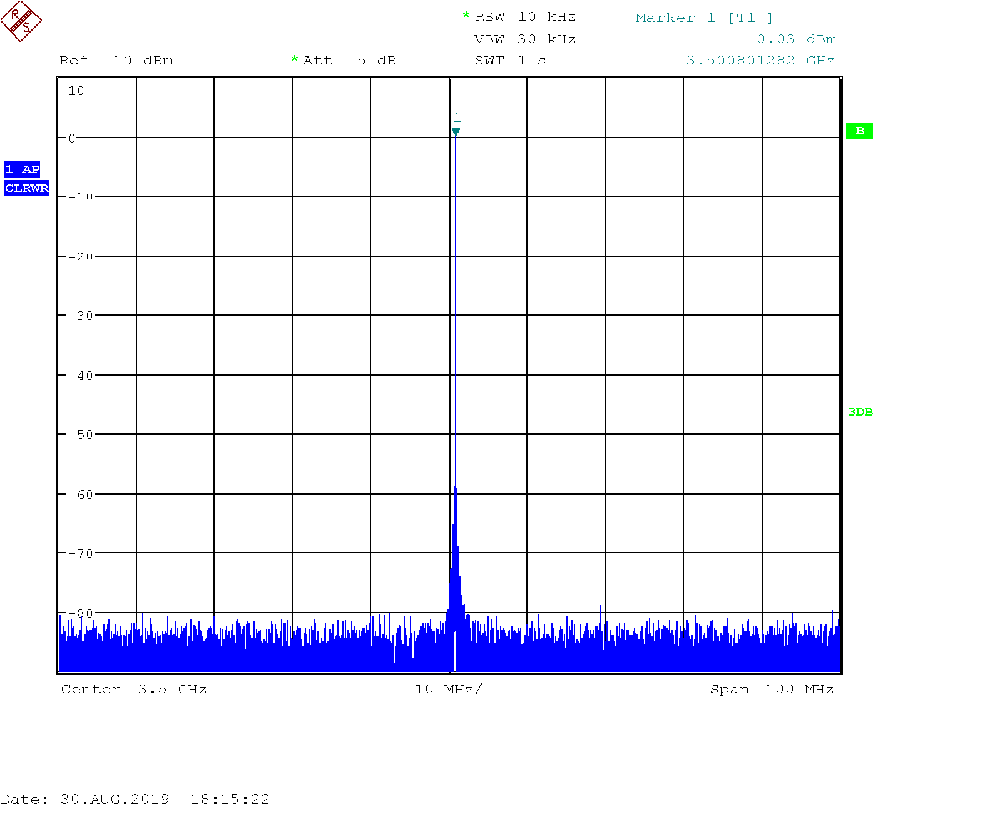 R S
* RBW 10 kHz
Marker 1 [T1 ]
VBW 30 kHz
-0.03 dBm
Ref 10 dBm
* Att 5 dB
SWT 1 s
3.500801282 GHz
10
1
B
0
1 AP
CLRWR
-10
-20
-30
-40
3DB
-50
-60
-70
-80
Center 3.5 GHz
10 MHz/
Span 100 MHz
Date: 30.AUG.2019 18:15:22